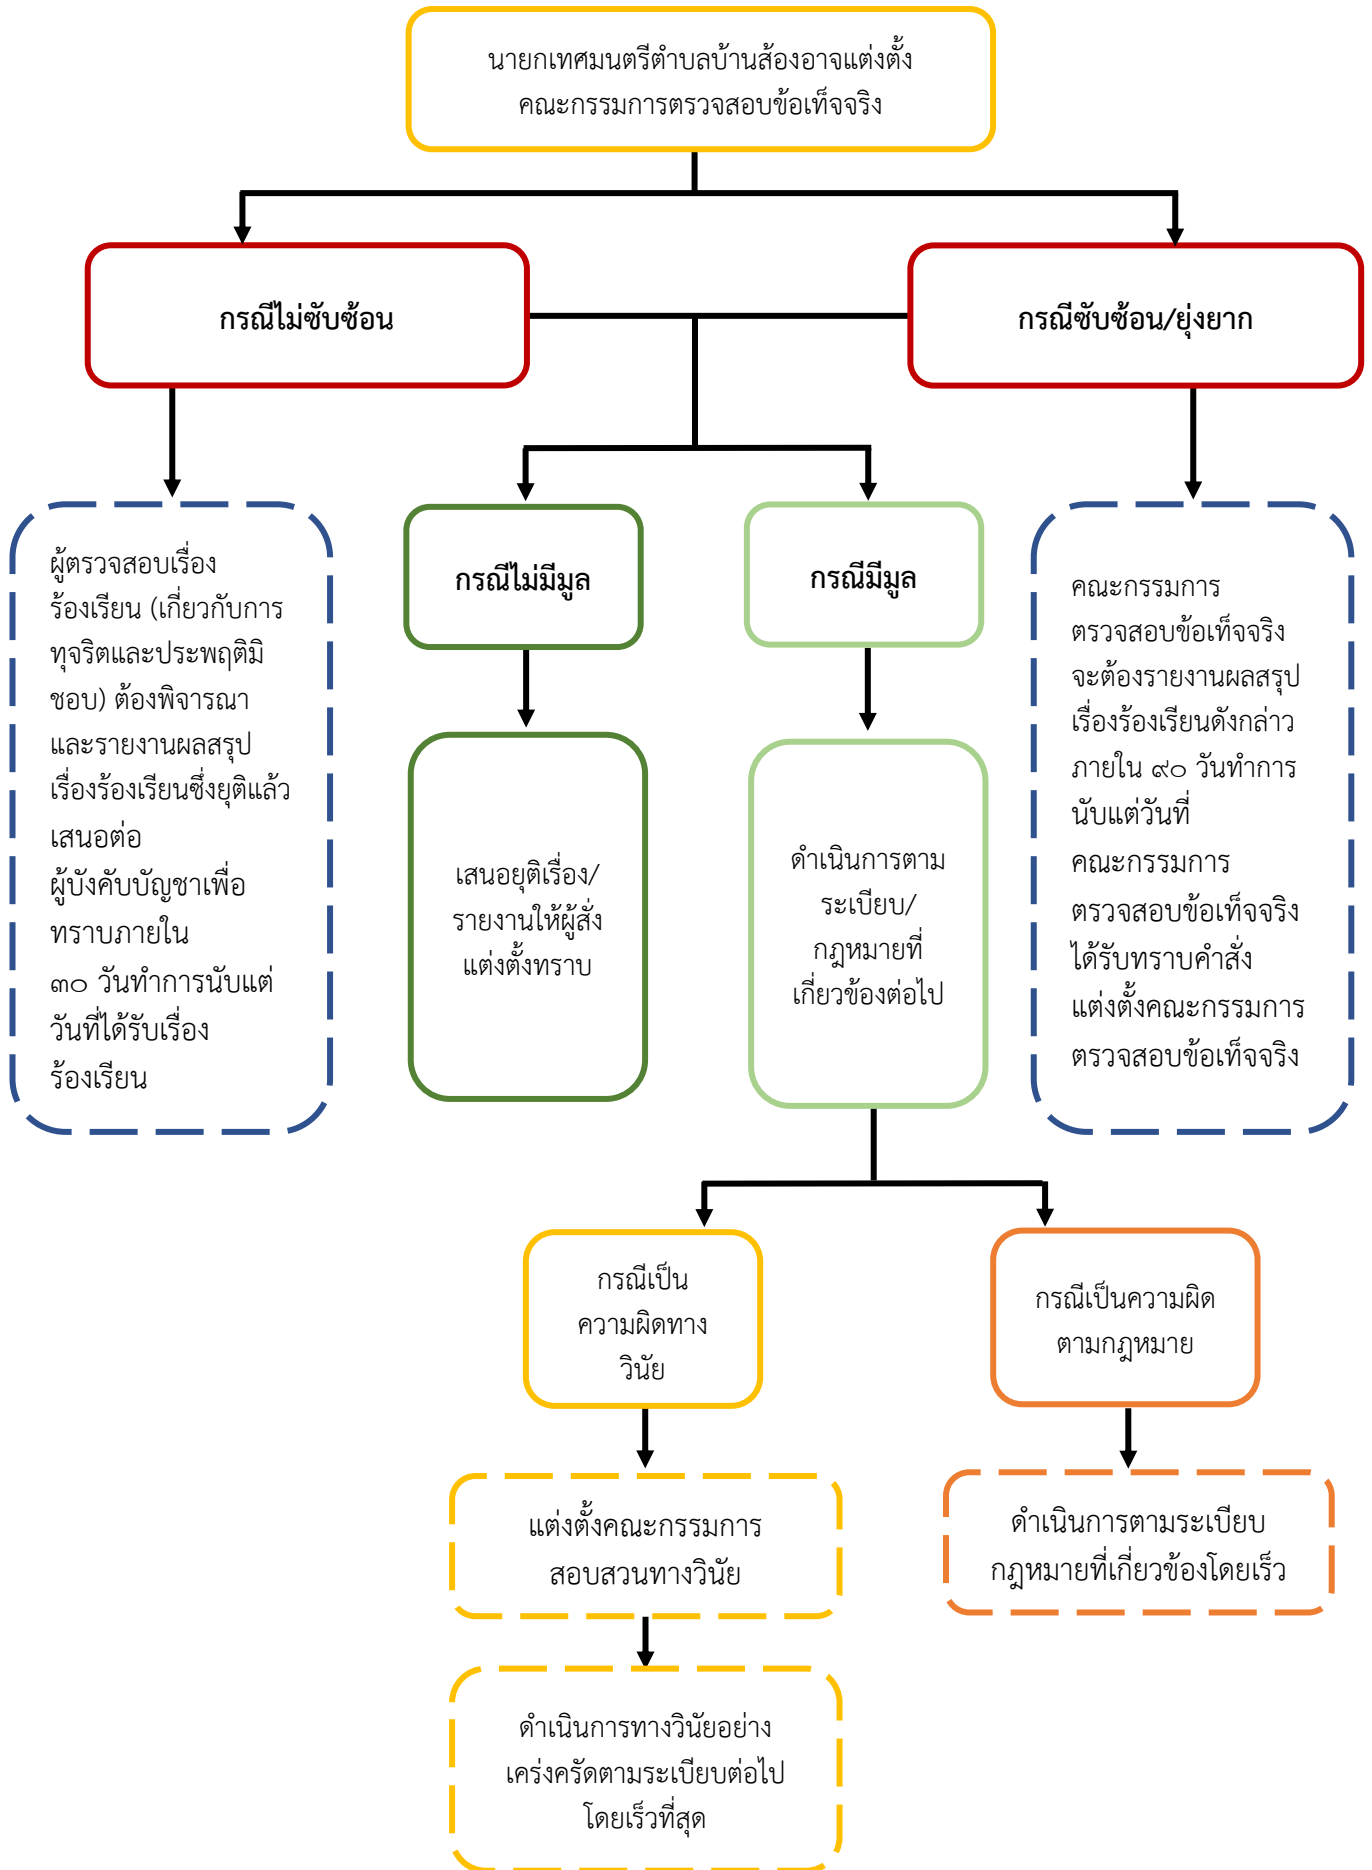 นายกเทศมนตรีตำบลบ้านส้องอาจแต่งตั้ง
คณะกรรมการตรวจสอบข้อเท็จจริง
กรณีไม่ซับซ้อน
กรณีซับซ้อน/ยุ่งยาก
ผู้ตรวจสอบเรื่อง
ร้องเรียน (เกี่ยวกับการ
ทุจริตและประพฤติมิ
ชอบ) ต้องพิจารณา
และรายงานผลสรุป
เรื่องร้องเรียนซึ่งยุติแล้ว
เสนอต่อ
ผู้บังคับบัญชาเพื่อ
ทราบภายใน
๓๐ วันทำการนับแต่
วันที่ได้รับเรื่อง
ร้องเรียน
กรณีไม่มีมูล
กรณีมีมูล
คณะกรรมการ
ตรวจสอบข้อเท็จจริง
จะต้องรายงานผลสรุป
เรื่องร้องเรียนดังกล่าว
ภายใน ๙๐ วันทำการ
นับแต่วันที่
คณะกรรมการ
ตรวจสอบข้อเท็จจริง
ได้รับทราบคำสั่ง
แต่งตั้งคณะกรรมการ
ตรวจสอบข้อเท็จจริง
เสนอยุติเรื่อง/
รายงานให้ผู้สั่ง
แต่งตั้งทราบ
ดำเนินการตาม
ระเบียบ/
กฎหมายที่
เกี่ยวข้องต่อไป
กรณีเป็น
ความผิดทาง
วินัย
กรณีเป็นความผิด
ตามกฎหมาย
แต่งตั้งคณะกรรมการ
สอบสวนทางวินัย
ดำเนินการตามระเบียบ
กฎหมายที่เกี่ยวข้องโดยเร็ว
ดำเนินการทางวินัยอย่าง
เคร่งครัดตามระเบียบต่อไป
โดยเร็วที่สุด